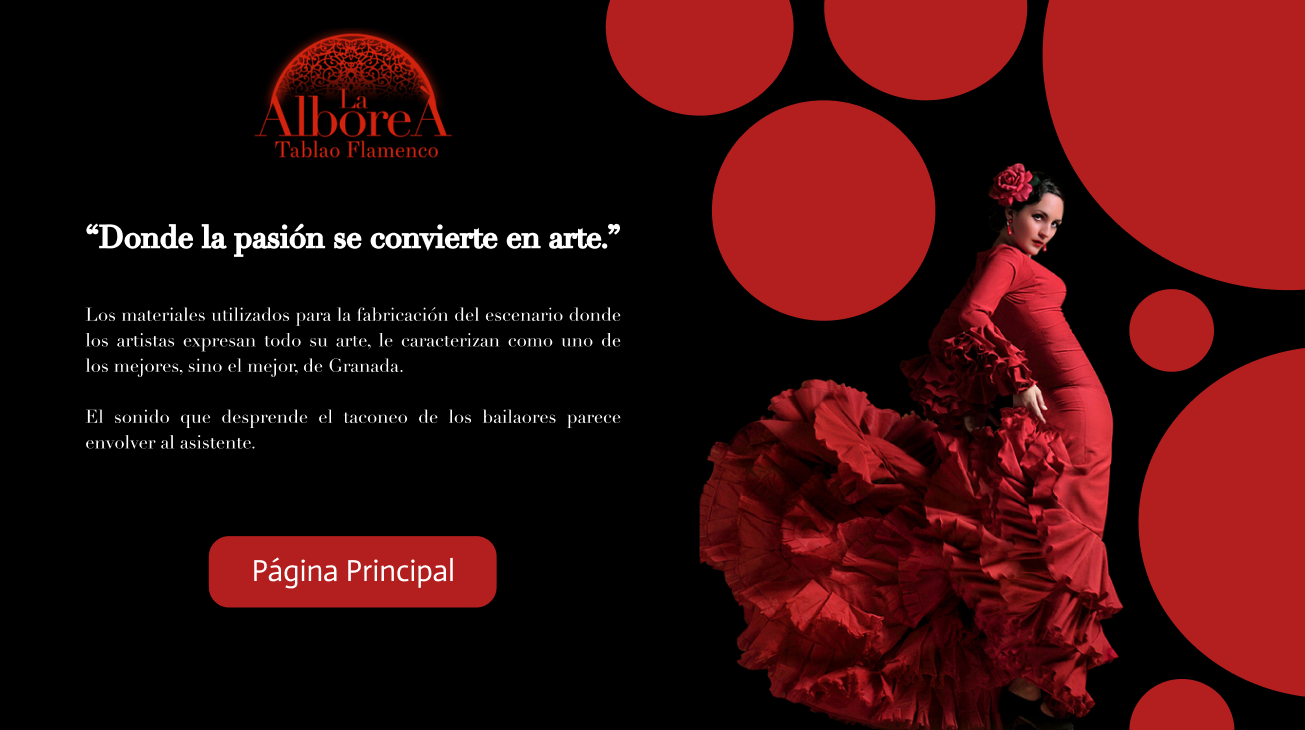 La
AlboreÀ
Tablao Flamenco
“Donde la pasión se convierte en arte.”
Los materiales utilizados para la fabricación del escenario donde
los artistas expresan todo su arte, le caracterizan como uno de
los mejores, sino el mejor, de Granada.
El sonido que desprende el taconeo de los bailaores parece
envolver al asistente.
Página Principal